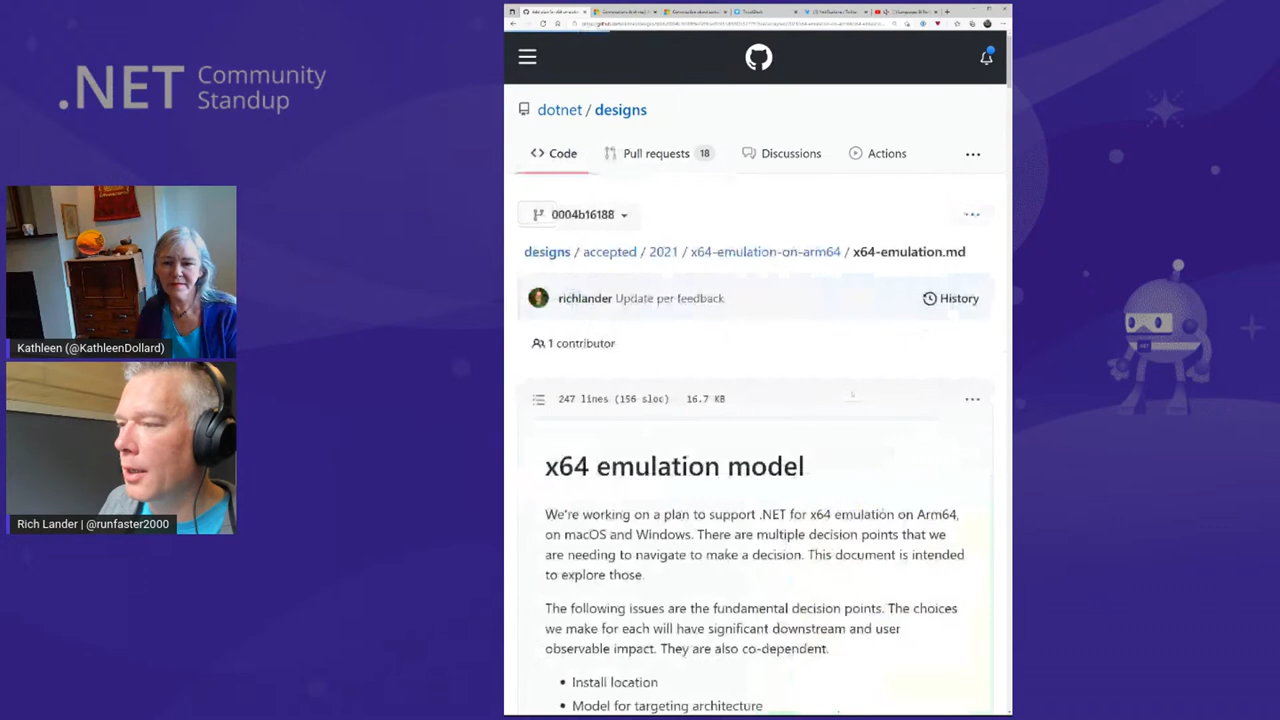 .NET Community Standup
Kathleen (@KathleenDollard)
Rich Lander | @runfaster2000
dotnet / designs
Code
Pull requests 18
Discussions
Actions
0004b16188
designs / accepted / 2021 / x64-emulation-on-arm64 / x64-emulation.md
richlander Update per feedback
History
1 contributor
247 lines (156 sloc) 16.7 KB
x64 emulation model
We're working on a plan to support .NET for x64 emulation on Arm64,
on macOS and Windows. There are multiple decision points that we
are needing to navigate to make a decision. This document is intended
to explore those.
The following issues are the fundamental decision points. The choices
we make for each will have significant downstream and user
observable impact. They are also co-dependent.
• Install location
• Model for targeting architecture
.NET